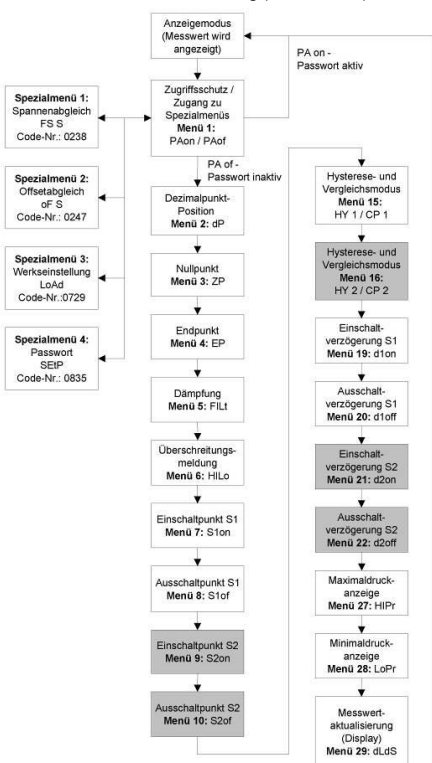 Anzeigemodus
(Messwert wird
angezeigt)
PA on -
Passwort aktiv
Zugriffsschutz /
Zugang zu
Spezialmenüs
Menü 1:
PAon / PAof
PA of -
Passwort inaktiv
Spezialmenü 1:
Spannenabgleich
FS S
Code-Nr.: 0238
Spezialmenü 2:
Offsetabgleich
oF S
Code-Nr.: 0247
Spezialmenü 3:
Werkseinstellung
LoAd
Code-Nr.:0729
Spezialmenü 4:
Passwort
SEtP
Code-Nr.: 0835
Dezimalpunkt-
Position
Menü 2: dP
Nullpunkt
Menü 3: ZP
Endpunkt
Menü 4: EP
Dämpfung
Menü 5: FILt
Überschreitungs-
meldung
Menü 6: HILo
Einschaltpunkt S1
Menü 7: S1on
Ausschaltpunkt S1
Menü 8: S1of
Einschaltpunkt S2
Menü 9: S2on
Ausschaltpunkt S2
Menü 10: S2of
Hysterese- und
Vergleichsmodus
Menü 15:
HY 1 / CP 1
Hysterese- und
Vergleichsmodus
Menü 16:
HY 2 / CP 2
Einschalt-
verzögerung S1
Menü 19: d1on
Ausschalt-
verzögerung S1
Menü 20: d1off
Einschalt-
verzögerung S2
Menü 21: d2on
Ausschalt-
verzögerung S2
Menü 22: d2off
Maximaldruck-
anzeige
Menü 27: HIPr
Minimaldruck-
anzeige
Menü 28: LoPr
Messwert-
aktualisierung
(Display)
Menü 29: dLdS